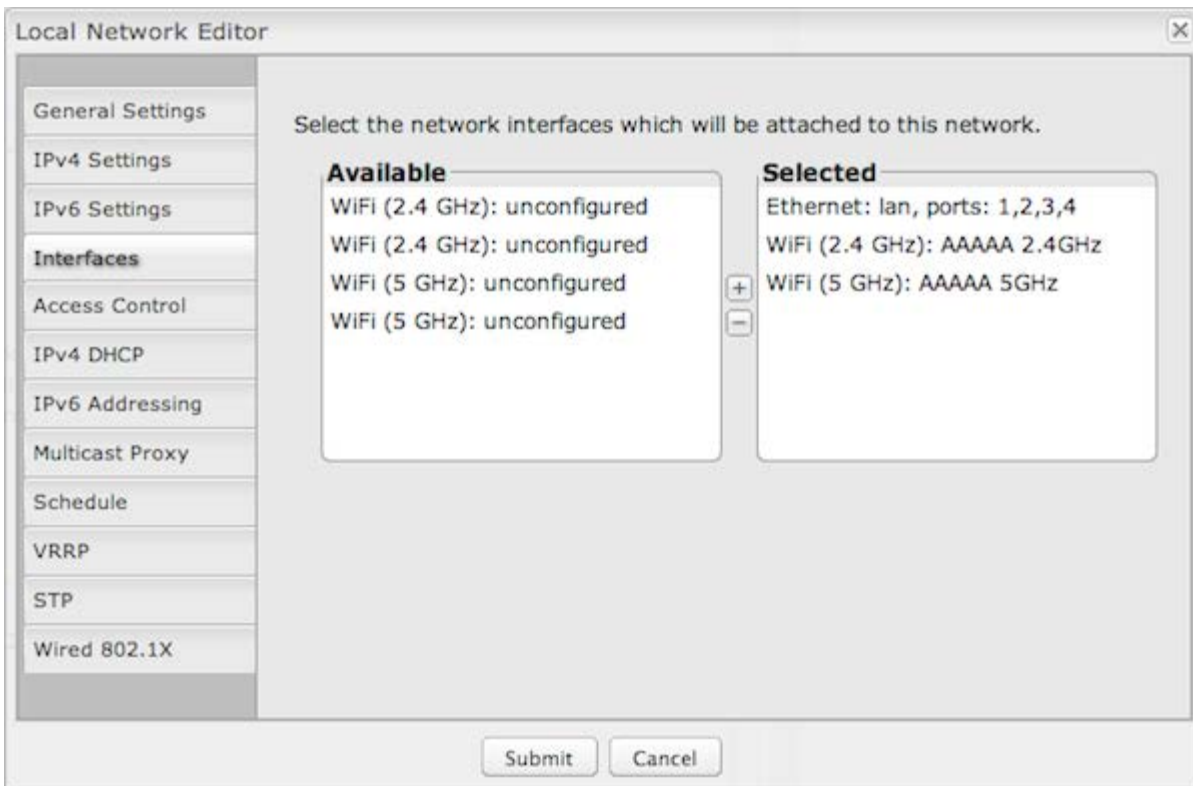 Local Network Editor
General Settings
IPv4 Settings
IPv6 Settings
Interfaces
Access Control
IPv4 DHCP
IPv6 Addressing
Multicast Proxy
Schedule
VRRP
STP
Wired 802.1X
Select the network interfaces which will be attached to this network.
Available
WiFi (2.4 GHz): unconfigured
WiFi (2.4 GHz): unconfigured
WiFi (5 GHz): unconfigured
WiFi (5 GHz): unconfigured
+
−
Selected
Ethernet: lan, ports: 1,2,3,4
WiFi (2.4 GHz): AAAAA 2.4GHz
WiFi (5 GHz): AAAAA 5GHz
Submit
Cancel